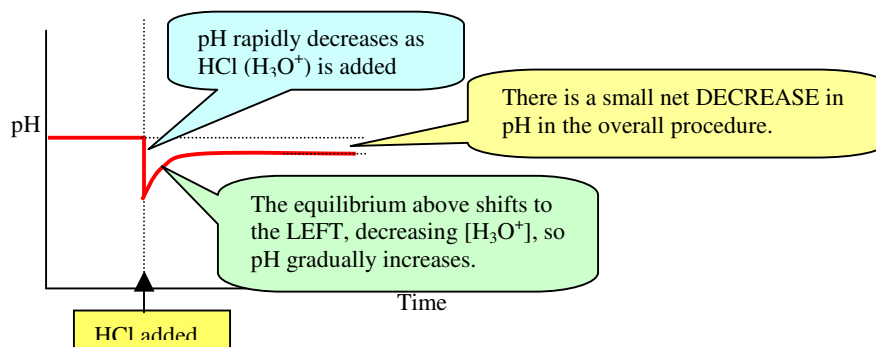 pH rapidly decreases as
HCl (H₃O⁺) is added
There is a small net DECREASE in
pH in the overall procedure.
pH
The equilibrium above shifts to
the LEFT, decreasing [H₃O⁺], so
pH gradually increases.
Time
HCl added